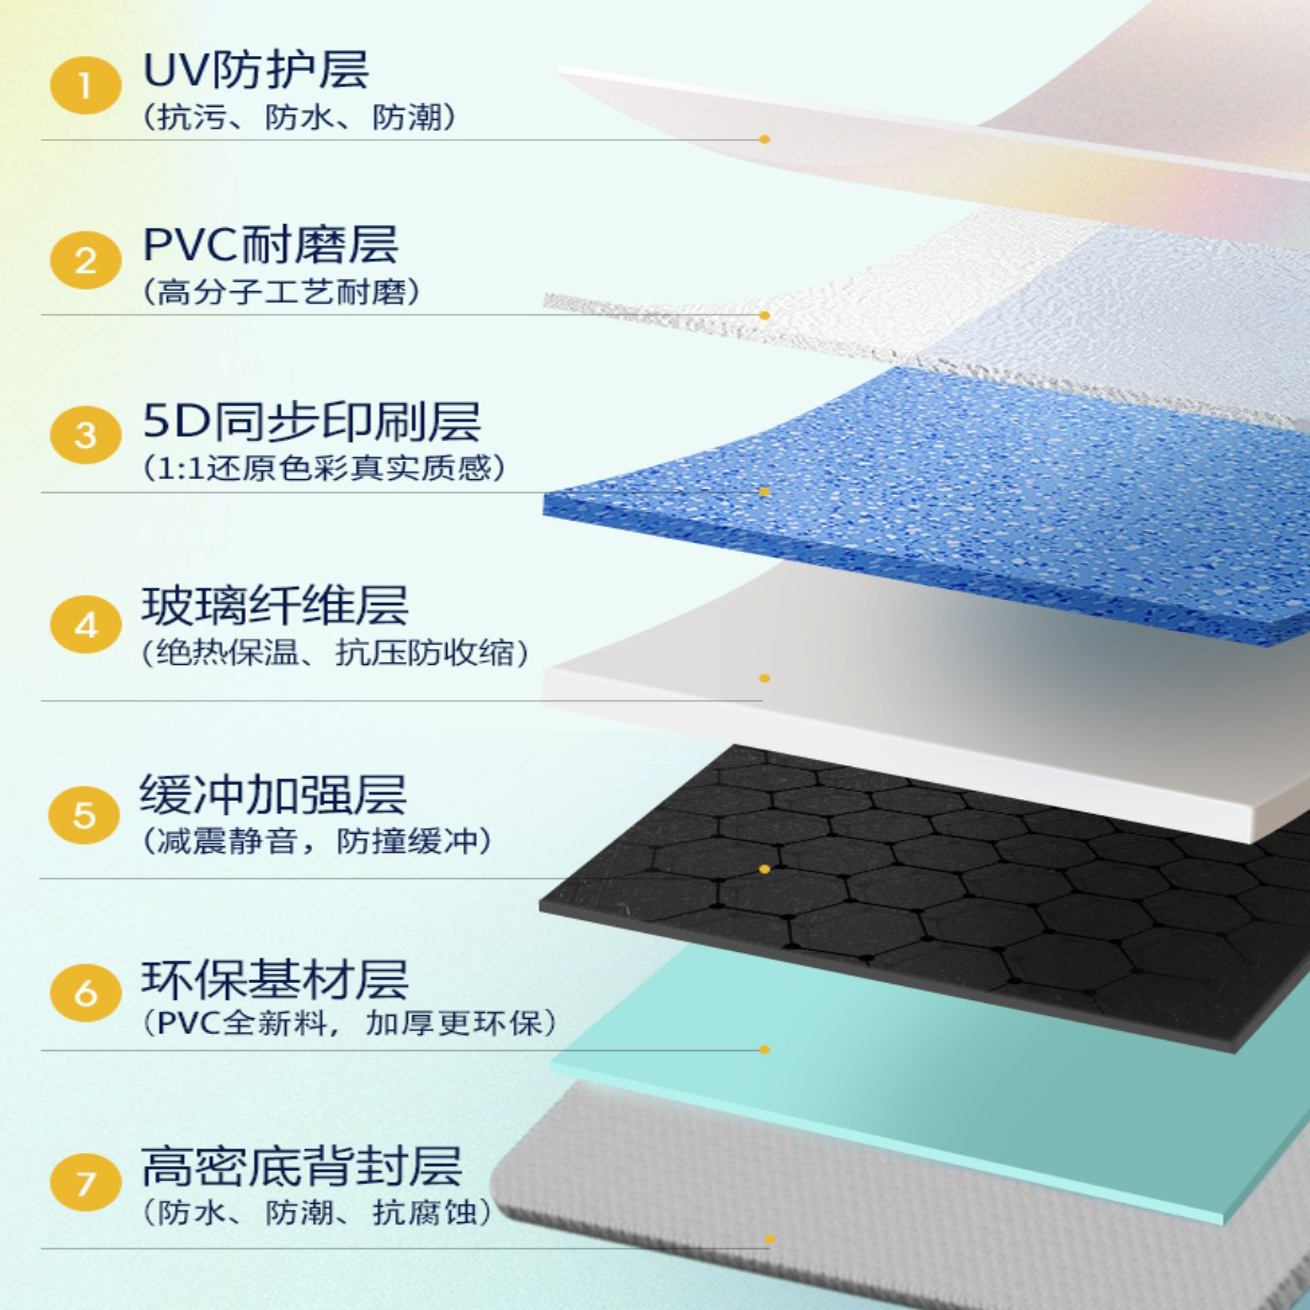 1
UV防护层
(抗污、防水、防潮)
2
PVC耐磨层
(高分子工艺耐磨)
3
5D同步印刷层
(1:1还原色彩真实质感)
4
玻璃纤维层
(绝热保温、抗压防收缩)
5
缓冲加强层
(减震静音，防撞缓冲)
6
环保基材层
(PVC全新料，加厚更环保)
7
高密底背封层
(防水、防潮、抗腐蚀)